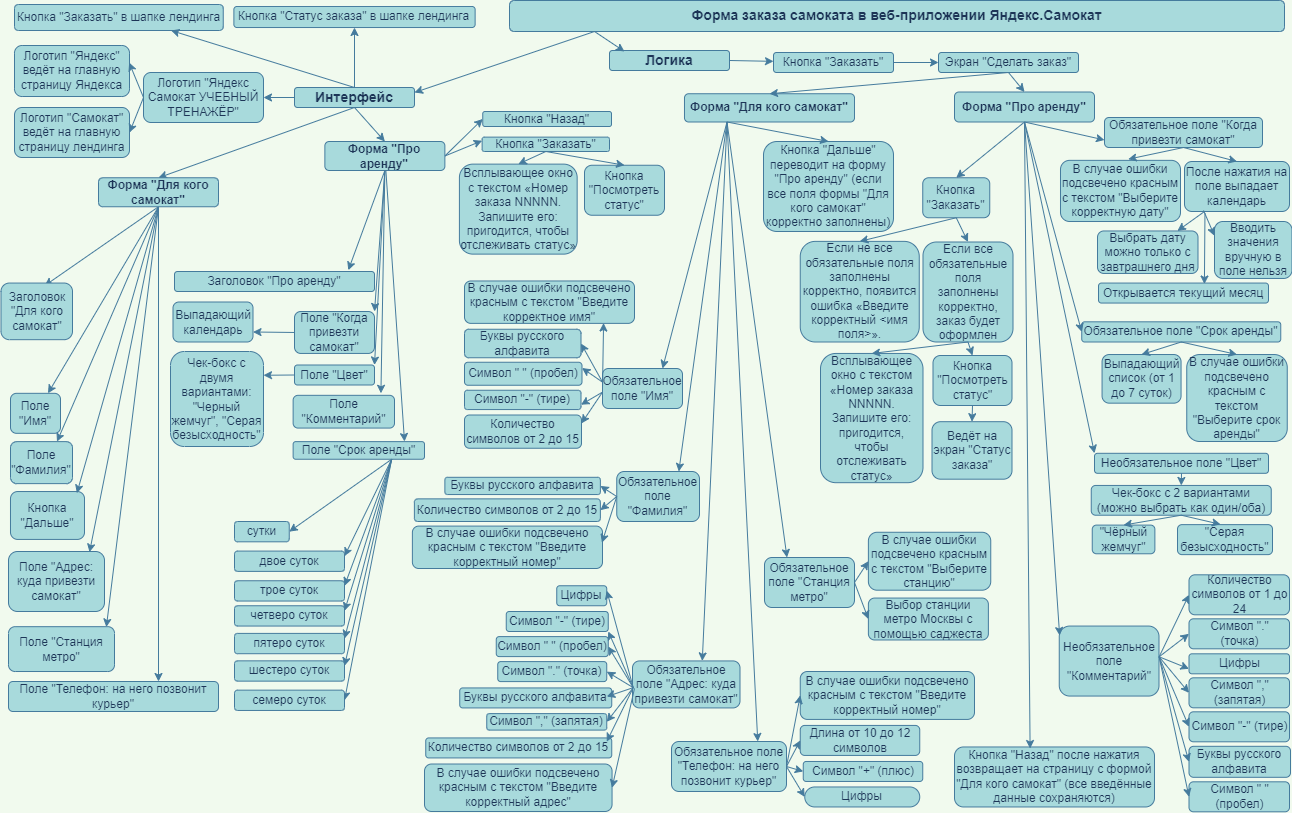 Форма заказа самоката в веб-приложении Яндекс.Самокат
Кнопка "Заказать" в шапке лендинга
Кнопка "Статус заказа" в шапке лендинга
Логотип "Яндекс"
ведёт на главную
страницу Яндекса
Логотип "Яндекс
Самокат УЧЕБНЫЙ
ТРЕНАЖЁР"
Логотип "Самокат"
ведёт на главную
страницу лендинга
Интерфейс
Форма "Для кого
самокат"
Заголовок
"Для кого
самокат"
Поле
"Имя"
Поле
"Фамилия"
Кнопка
"Дальше"
Поле "Адрес:
куда привезти
самокат"
Поле "Станция
метро"
Поле "Телефон: на него позвонит
курьер"
Форма "Про
аренду"
Кнопка "Назад"
Кнопка "Заказать"
Всплывающее окно
с текстом «Номер
заказа NNNNN.
Запишите его:
пригодится, чтобы
отслеживать статус»
Кнопка
"Посмотреть
статус"
Заголовок "Про аренду"
Выпадающий
календарь
Поле "Когда
привезти
самокат"
Чек-бокс с
двумя
вариантами:
"Черный
жемчуг", "Серая
безысходность"
Поле "Цвет"
Поле
"Комментарий"
Поле "Срок аренды"
сутки
двое суток
трое суток
четверо суток
пятеро суток
шестеро суток
семеро суток
Логика
Кнопка "Заказать"
Экран "Сделать заказ"
Форма "Для кого самокат"
Кнопка "Дальше"
переводит на форму
"Про аренду" (если
все поля формы "Для
кого самокат"
корректно заполнены)
В случае ошибки подсвечено
красным с текстом "Введите
корректное имя"
Буквы русского
алфавита
Символ " " (пробел)
Символ "-" (тире)
Количество
символов от 2 до 15
Обязательное
поле "Имя"
Буквы русского алфавита
Количество символов от 2 до 15
В случае ошибки подсвечено
красным с текстом "Введите
корректный номер"
Обязательное
поле
"Фамилия"
Цифры
Символ "-" (тире)
Символ " " (пробел)
Символ "." (точка)
Буквы русского алфавита
Символ "," (запятая)
Количество символов от 2 до 15
В случае ошибки подсвечено
красным с текстом "Введите
корректный адрес"
Обязательное
поле "Адрес: куда
привезти самокат"
Обязательное
поле "Станция
метро"
В случае ошибки
подсвечено красным
с текстом "Выберите
станцию"
Выбор станции
метро Москвы с
помощью саджеста
Обязательное поле
"Телефон: на него
позвонит курьер"
В случае ошибки подсвечено
красным с текстом "Введите
корректный номер"
Длина от 10 до 12
символов
Символ "+" (плюс)
Цифры
Форма "Про аренду"
Кнопка
"Заказать"
Если не все
обязательные поля
заполнены
корректно, появится
ошибка «Введите
корректный <имя
поля>».
Если все
обязательные
поля
заполнены
корректно,
заказ будет
оформлен
Всплывающее
окно с текстом
«Номер заказа
NNNNN.
Запишите его:
пригодится,
чтобы
отслеживать
статус»
Кнопка
"Посмотреть
статус"
Ведёт на
экран "Статус
заказа"
Обязательное поле "Когда
привезти самокат"
В случае ошибки
подсвечено красным
с текстом "Выберите
корректную дату"
После нажатия на
поле выпадает
календарь
Выбрать дату
можно только с
завтрашнего дня
Вводить
значения
вручную в
поле нельзя
Открывается текущий месяц
Обязательное поле "Срок аренды"
Выпадающий
список (от 1
до 7 суток)
В случае ошибки
подсвечено
красным с
текстом
"Выберите срок
аренды"
Необязательное поле "Цвет"
Чек-бокс с 2 вариантами
(можно выбрать как один/оба)
"Чёрный
жемчуг"
"Серая
безысходность"
Необязательное
поле
"Комментарий"
Количество
символов от 1 до
24
Символ "."
(точка)
Цифры
Символ ","
(запятая)
Символ "-" (тире)
Буквы русского
алфавита
Символ " "
(пробел)
Кнопка "Назад" после нажатия
возвращает на страницу с формой
"Для кого самокат" (все введённые
данные сохраняются)